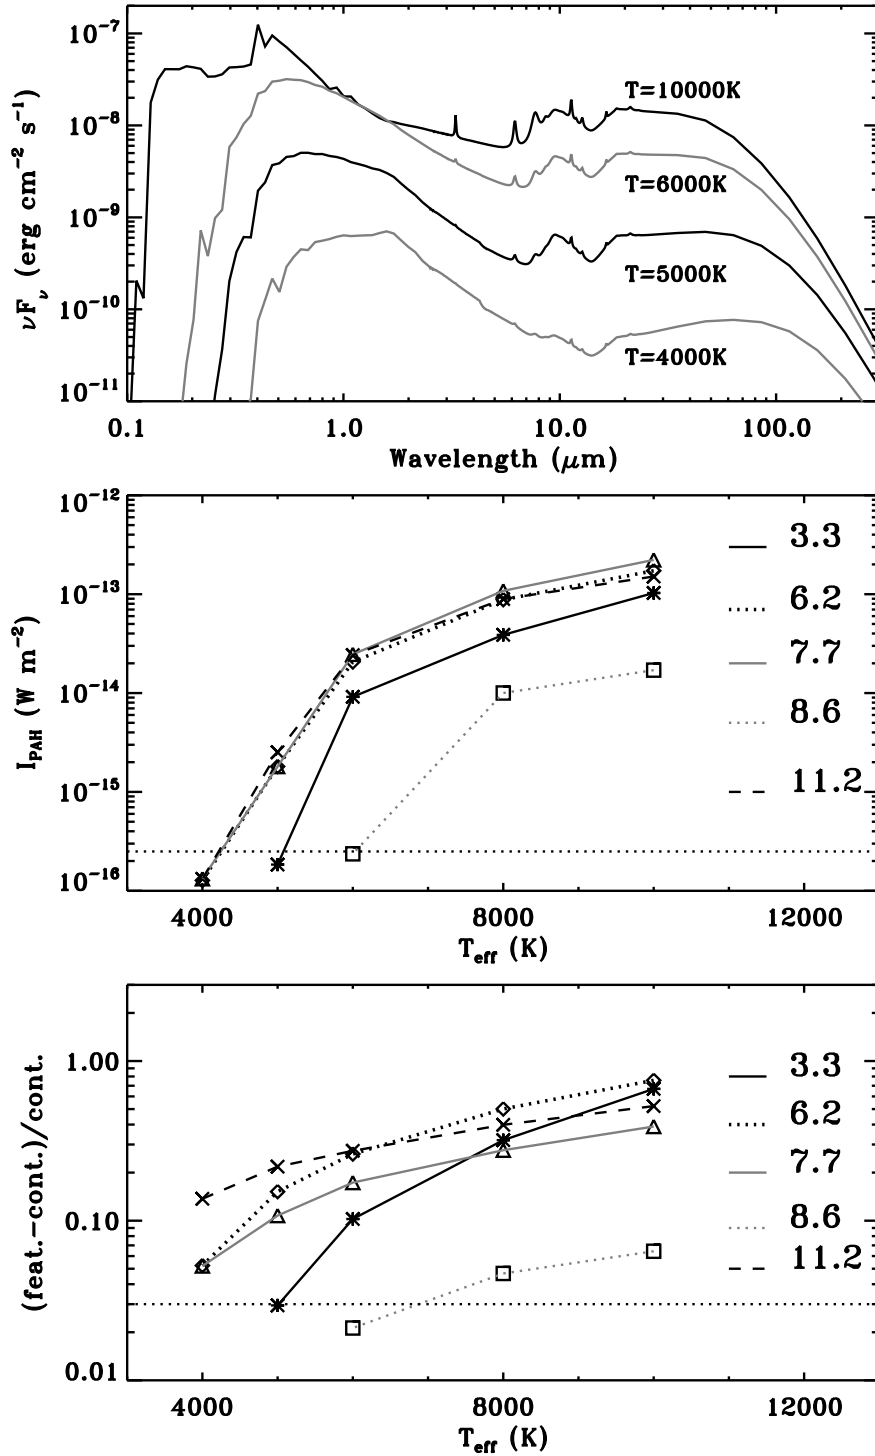 10⁻⁷
10⁻⁸
10⁻⁹
10⁻¹⁰
10⁻¹¹
νFν (erg cm⁻² s⁻¹)
T=10000K
T=6000K
T=5000K
T=4000K
0.1 1.0 10.0 100.0
Wavelength (μm)
10⁻¹²
10⁻¹³
10⁻¹⁴
10⁻¹⁵
10⁻¹⁶
I_PAH (W m⁻²)
3.3
6.2
7.7
8.6
11.2
4000 8000 12000
T_eff (K)
1.00
0.10
0.01
(feat.-cont.)/cont.
3.3
6.2
7.7
8.6
11.2
4000 8000 12000
T_eff (K)